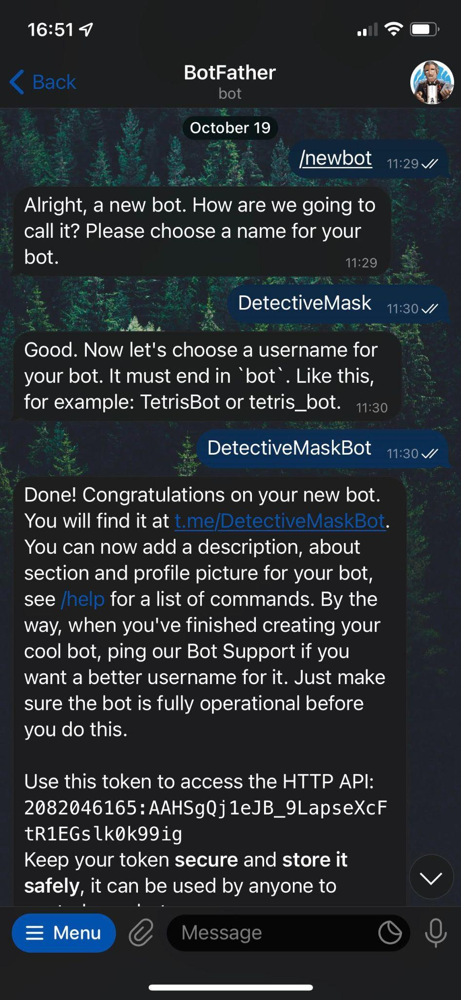 16:51
Back
BotFather
bot
October 19
/newbot 11:29
Alright, a new bot. How are we going to
call it? Please choose a name for your
bot. 11:29
DetectiveMask 11:30
Good. Now let's choose a username for
your bot. It must end in `bot`. Like this,
for example: TetrisBot or tetris_bot. 11:30
DetectiveMaskBot 11:30
Done! Congratulations on your new bot.
You will find it at t.me/DetectiveMaskBot.
You can now add a description, about
section and profile picture for your bot,
see /help for a list of commands. By the
way, when you've finished creating your
cool bot, ping our Bot Support if you
want a better username for it. Just make
sure the bot is fully operational before
you do this.
Use this token to access the HTTP API:
2082046165:AAHSgQj1eJB_9LapseXcF
tR1EGslk0k99ig
Keep your token secure and store it
safely, it can be used by anyone to
Menu
Message